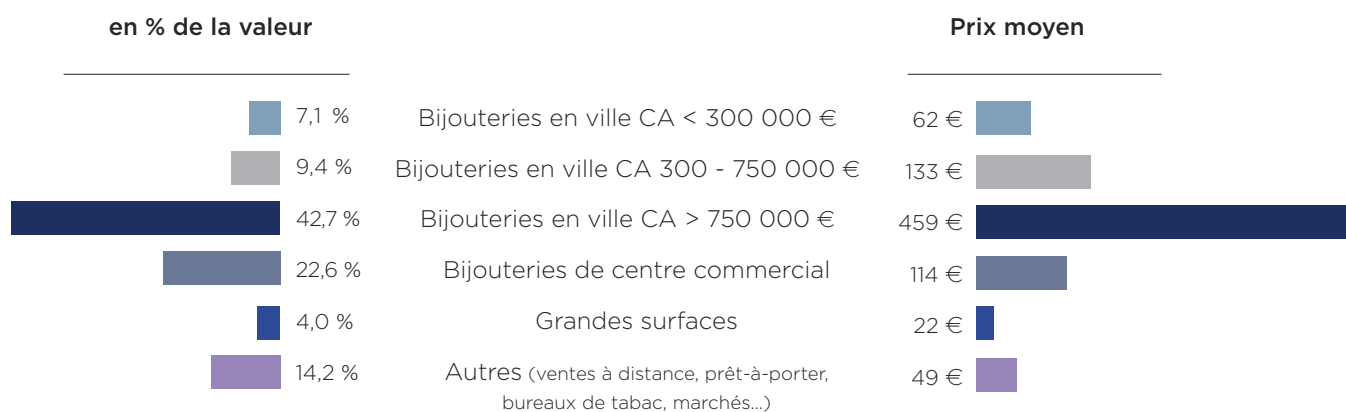 en % de la valeur
Prix moyen
7,1 % Bijouteries en ville CA < 300 000 € 62 €
9,4 % Bijouteries en ville CA 300 - 750 000 € 133 €
42,7 % Bijouteries en ville CA > 750 000 € 459 €
22,6 % Bijouteries de centre commercial 114 €
4,0 % Grandes surfaces 22 €
14,2 % Autres (ventes à distance, prêt-à-porter, 49 €
bureaux de tabac, marchés...)